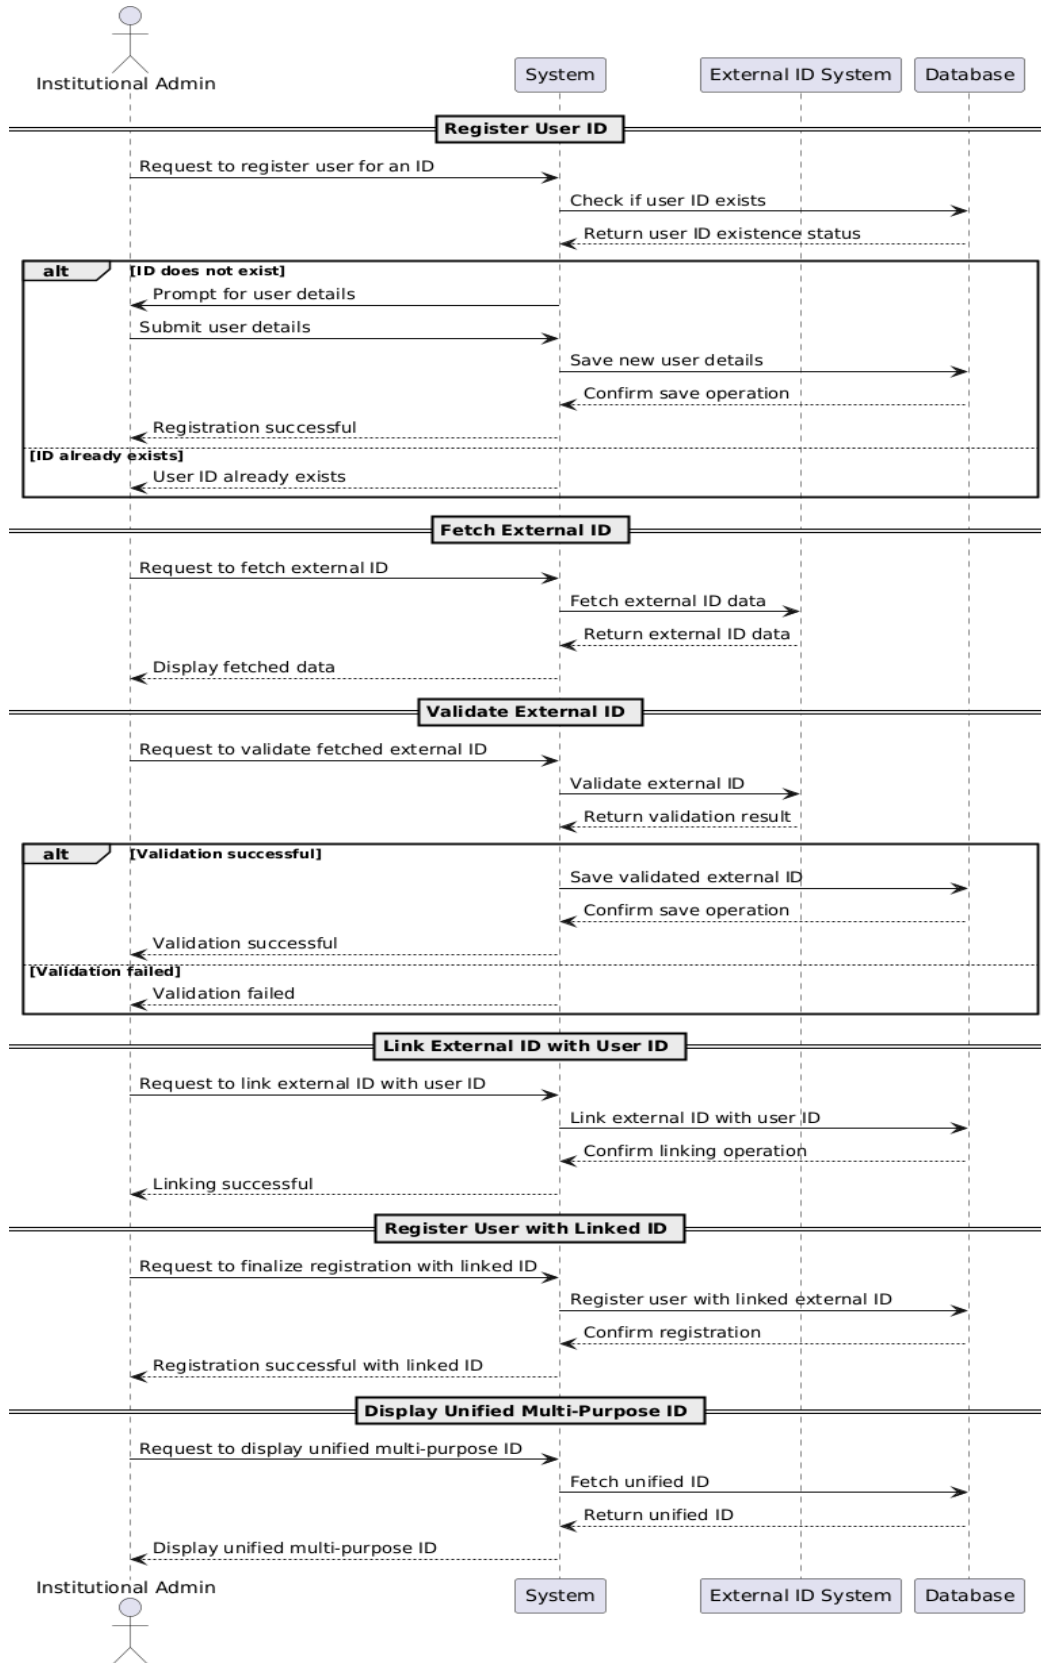 Institutional Admin
System
External ID System
Database
Register User ID
Request to register user for an ID
Check if user ID exists
Return user ID existence status
alt
[ID does not exist]
Prompt for user details
Submit user details
Save new user details
Confirm save operation
Registration successful
[ID already exists]
User ID already exists
Fetch External ID
Request to fetch external ID
Fetch external ID data
Return external ID data
Display fetched data
Validate External ID
Request to validate fetched external ID
Validate external ID
Return validation result
alt
[Validation successful]
Save validated external ID
Confirm save operation
Validation successful
[Validation failed]
Validation failed
Link External ID with User ID
Request to link external ID with user ID
Link external ID with user ID
Confirm linking operation
Linking successful
Register User with Linked ID
Request to finalize registration with linked ID
Register user with linked external ID
Confirm registration
Registration successful with linked ID
Display Unified Multi-Purpose ID
Request to display unified multi-purpose ID
Fetch unified ID
Return unified ID
Display unified multi-purpose ID
Institutional Admin
System
External ID System
Database